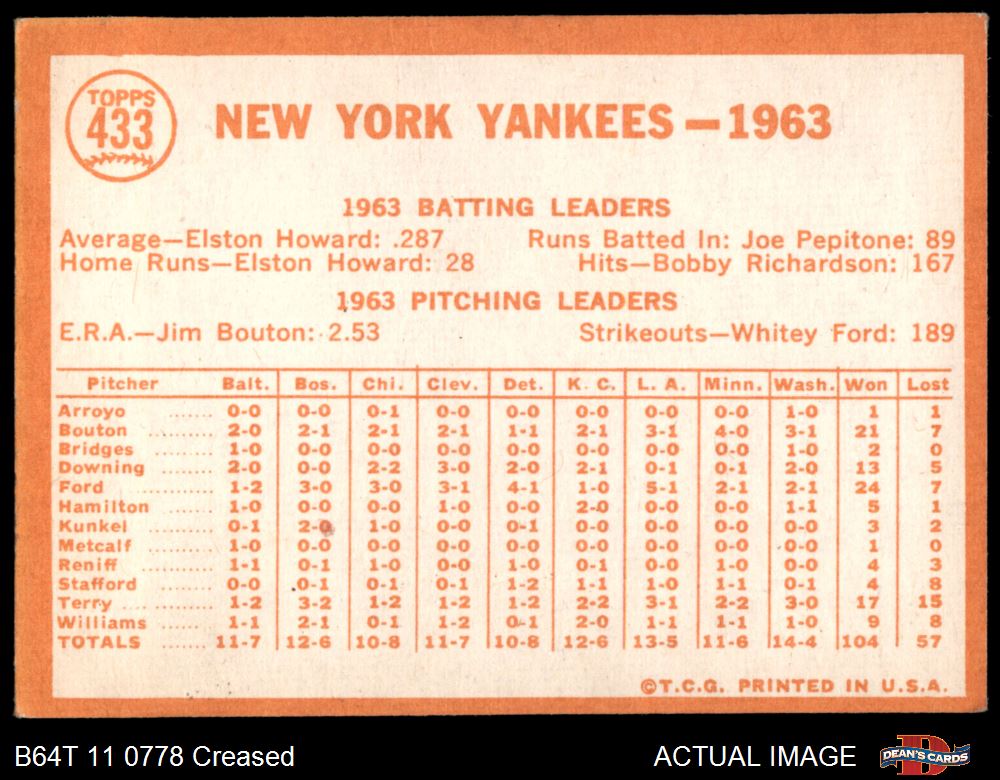 TOPPS
433
NEW YORK YANKEES — 1963
1963 BATTING LEADERS
Average—Elston Howard: .287 Runs Batted In: Joe Pepitone: 89
Home Runs—Elston Howard: 28 Hits—Bobby Richardson: 167
1963 PITCHING LEADERS
E.R.A.—Jim Bouton: 2.53 Strikeouts—Whitey Ford: 189
Pitcher Balt. Bos. Chi. Clev. Det. K. C. L. A. Minn. Wash. Won Lost
Arroyo ....... 0-0 0-0 0-1 0-0 0-0 0-0 0-0 0-0 1-0 1 1
Bouton .......... 2-0 2-1 2-1 2-1 1-1 2-1 3-1 4-0 3-1 21 7
Bridges .......... 1-0 0-0 0-0 0-0 0-0 0-0 0-0 0-0 1-0 2 0
Downing .......... 2-0 0-0 2-2 3-0 2-0 2-1 0-1 0-1 2-0 13 5
Ford .......... 1-2 3-0 3-0 3-1 4-1 1-0 5-1 2-1 2-1 24 7
Hamilton .......... 1-0 0-0 0-0 1-0 0-0 2-0 0-0 0-0 1-1 5 1
Kunkel .......... 0-1 2-0 1-0 0-0 0-1 0-0 0-0 0-0 0-0 3 2
Metcalf .......... 1-0 0-0 0-0 0-0 0-0 0-0 0-0 0-0 0-0 1 0
Reniff .......... 1-1 0-1 1-0 0-0 1-0 0-1 0-0 1-0 0-0 4 3
Stafford .......... 0-0 0-1 0-1 0-1 1-2 1-1 1-0 1-1 0-1 4 8
Terry .......... 1-2 3-2 1-2 1-2 1-2 2-2 3-1 2-2 3-0 17 15
Williams .......... 1-1 2-1 0-1 1-2 0-1 2-0 1-1 1-1 1-0 9 8
TOTALS ....... 11-7 12-6 10-8 11-7 10-8 12-6 13-5 11-6 14-4 104 57
©T.C.G. PRINTED IN U.S.A.
B64T 11 0778 Creased ACTUAL IMAGE DEAN'S CARDS